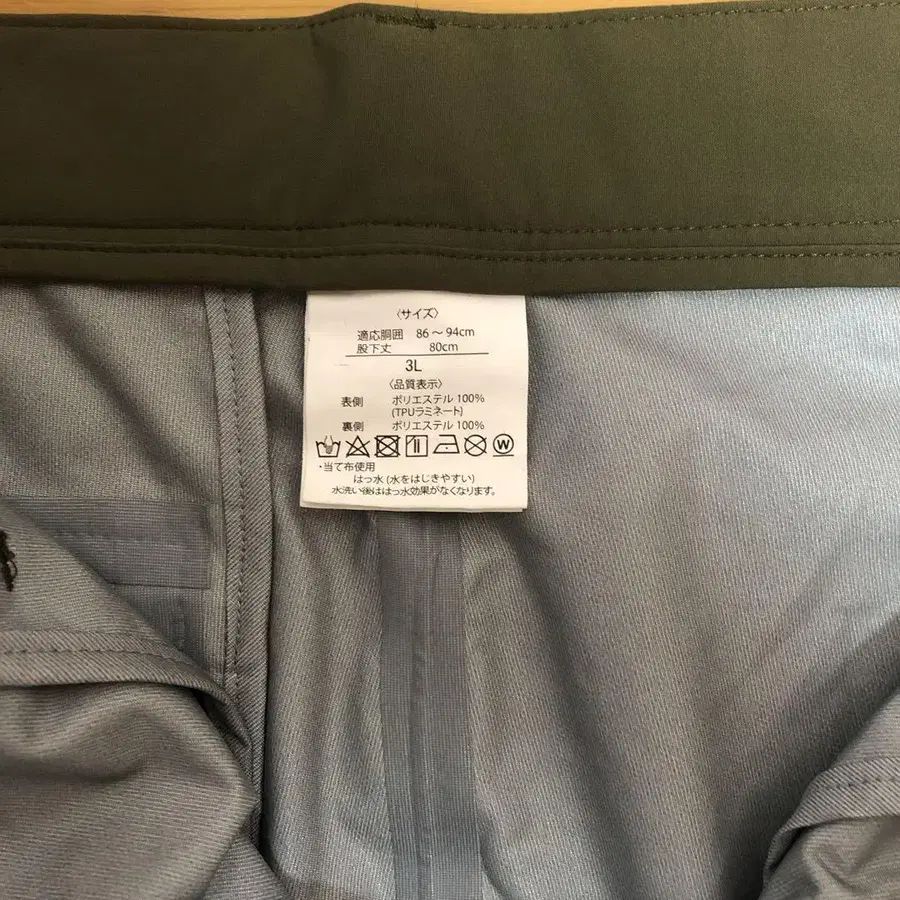 〈サイズ〉
適応胴囲 86～94cm
股下丈 80cm
3L
〈品質表示〉
表側 ポリエステル 100%
(TPUラミネート)
裏側 ポリエステル 100%
W
・当て布使用
はっ水 (水をはじきやすい)
水洗い後ははっ水効果がなくなります。